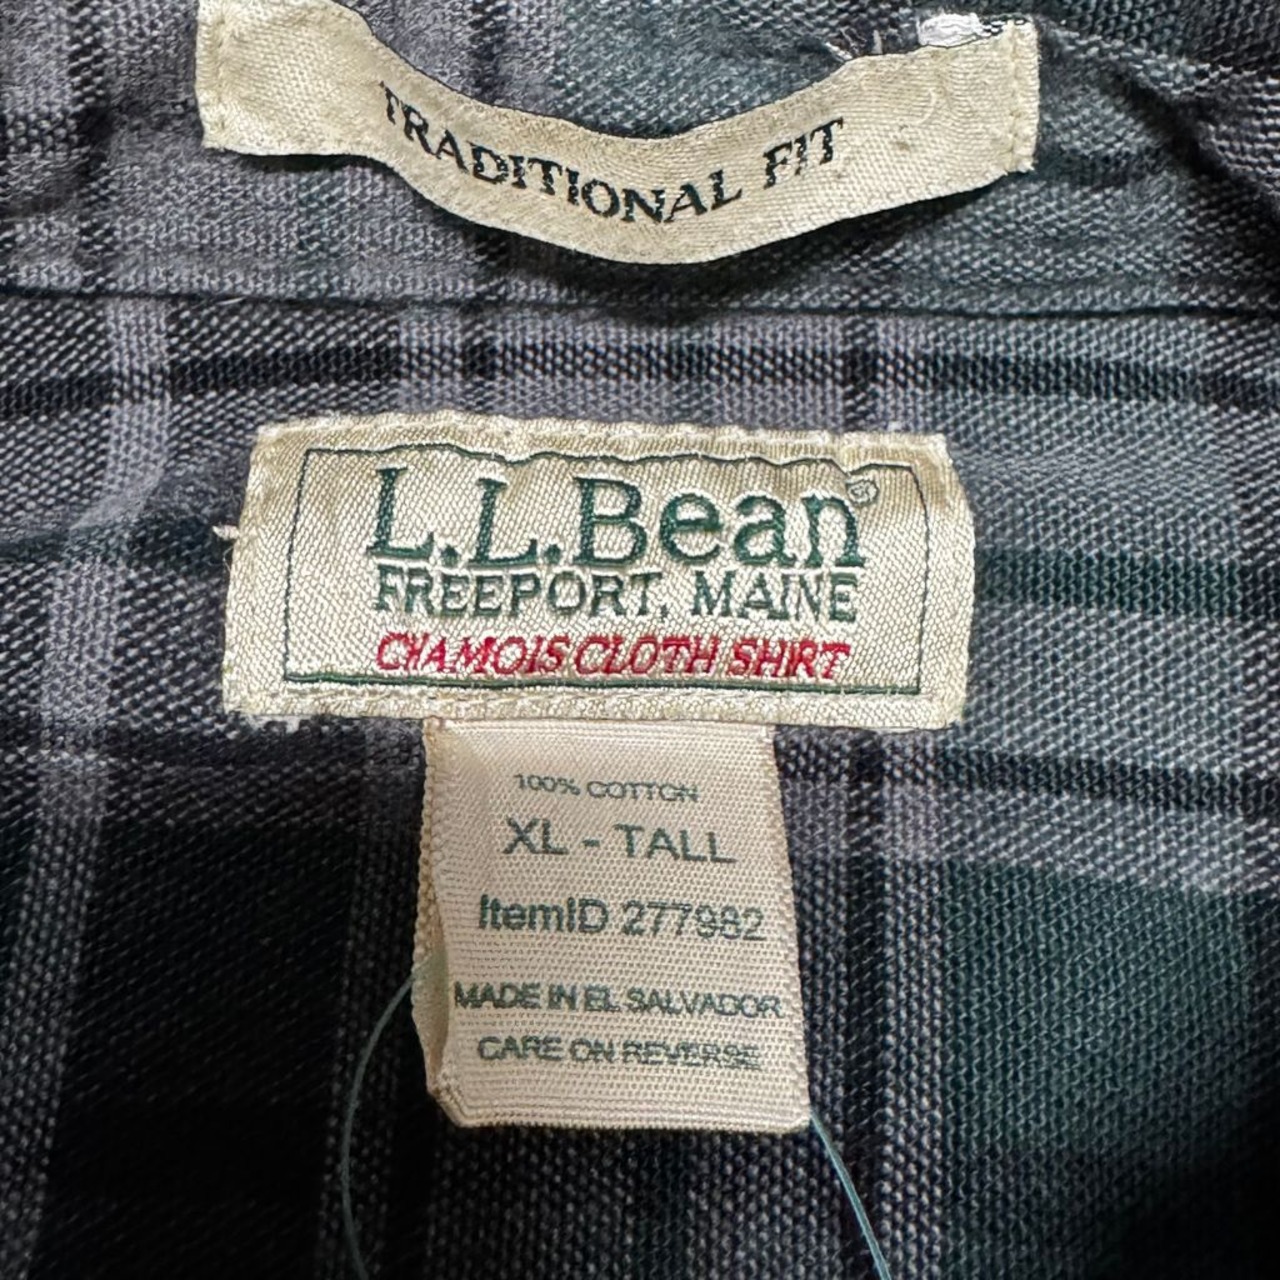 TRADITIONAL FIT
L.L.Bean®
FREEPORT, MAINE
CHAMOIS CLOTH SHIRT
100% COTTON
XL - TALL
ItemID 277982
MADE IN EL SALVADOR
CARE ON REVERSE